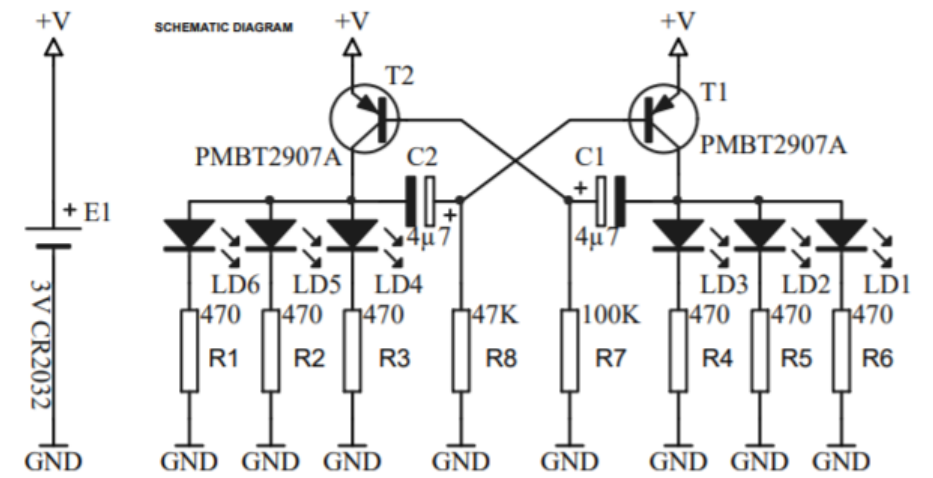 +V
SCHEMATIC DIAGRAM
+V
+V
T2
T1
PMBT2907A
C2
C1
PMBT2907A
+ E1
+
+
4µ7
4µ7
LD6
LD5
LD4
LD3
LD2
LD1
3V CR2032
470
470
470
47K
100K
470
470
470
R1
R2
R3
R8
R7
R4
R5
R6
GND
GND
GND
GND
GND
GND
GND
GND
GND